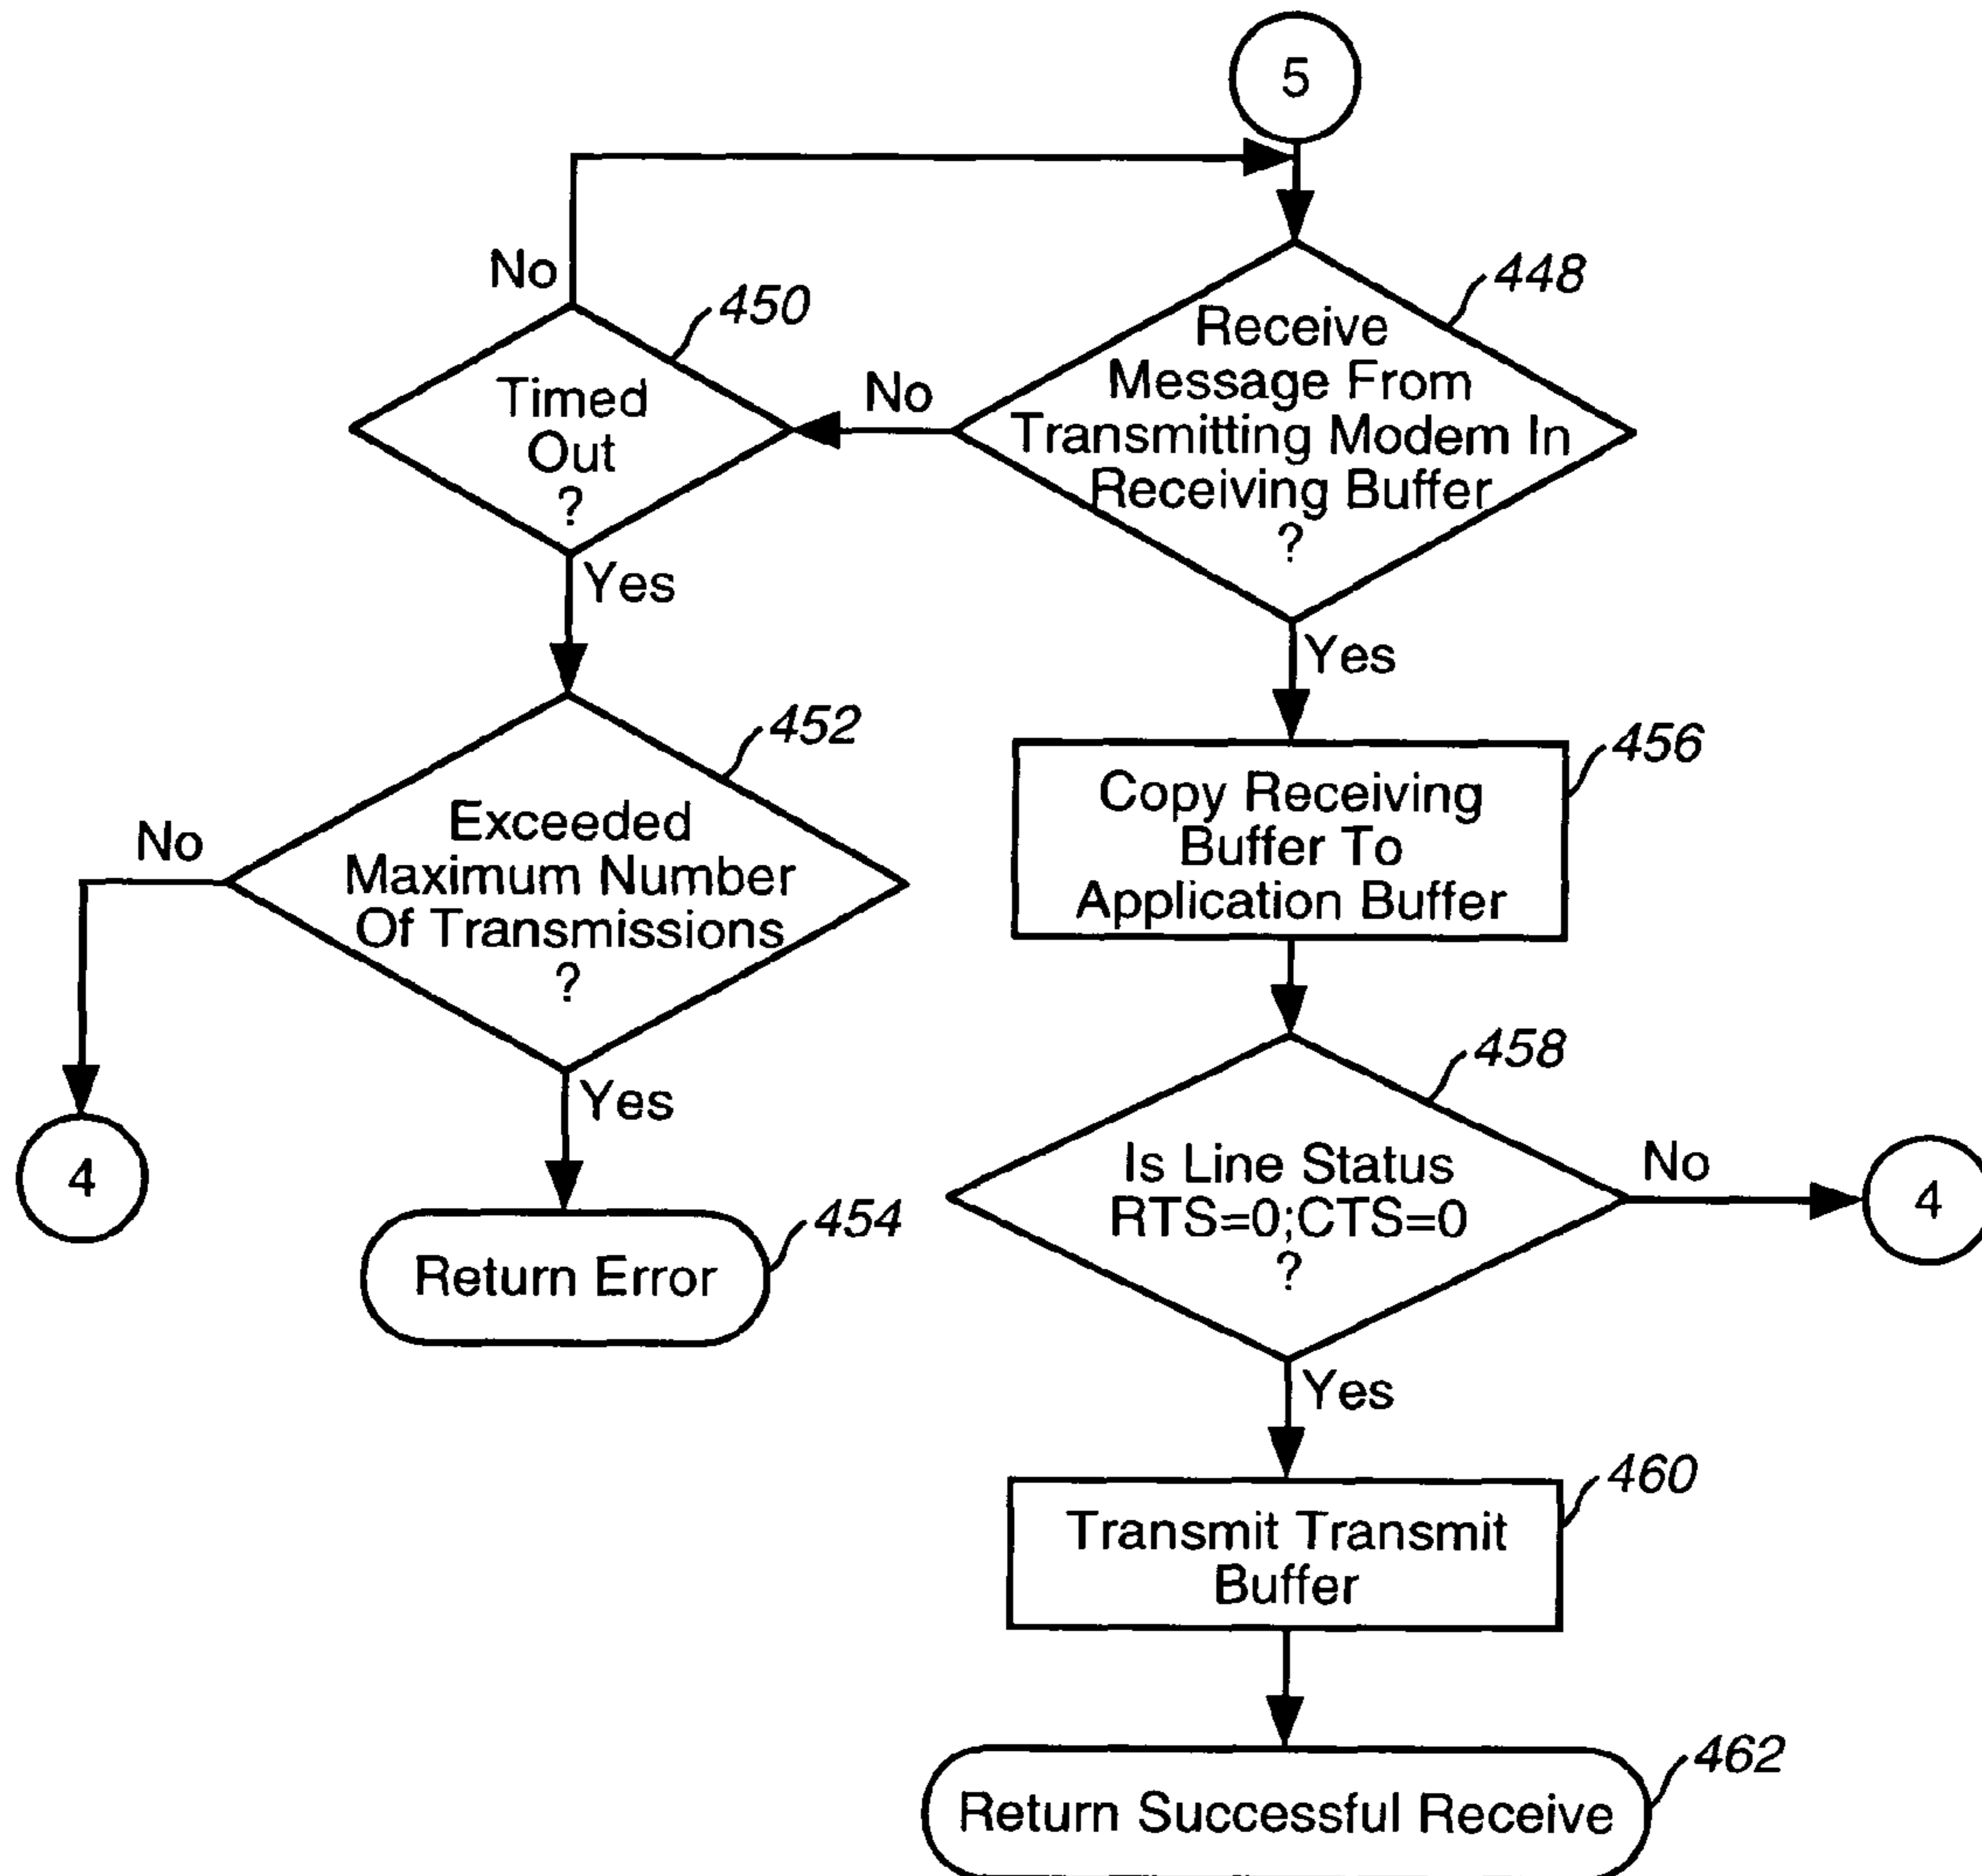 5
No
450
Timed
Out
?
No
448
Receive
Message From
Transmitting Modem In
Receiving Buffer
?
Yes
Yes
452
Exceeded
Maximum Number
Of Transmissions
?
No
4
Yes
454
Return Error
456
Copy Receiving
Buffer To
Application Buffer
458
Is Line Status
RTS=0;CTS=0
?
No
4
Yes
460
Transmit Transmit
Buffer
462
Return Successful Receive